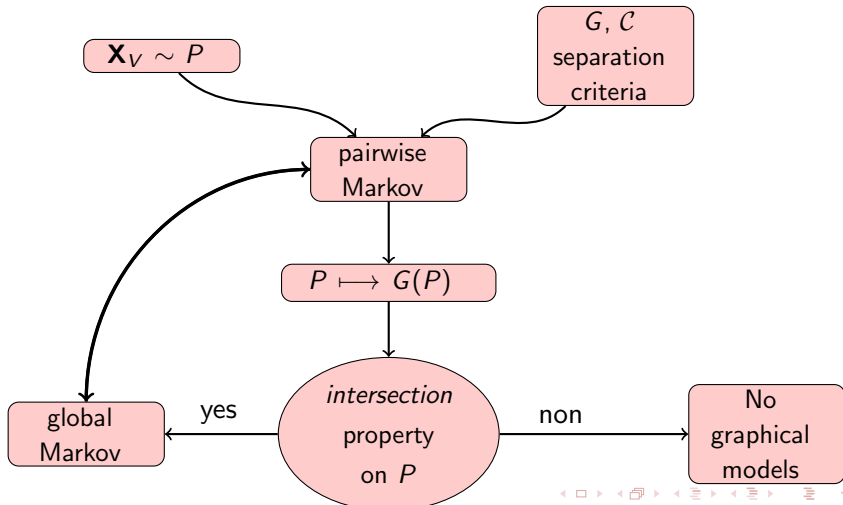 X_V ∼ P
G, 𝒞
separation
criteria
pairwise
Markov
P ⟼ G(P)
intersection
property
on P
yes
non
global
Markov
No
graphical
models